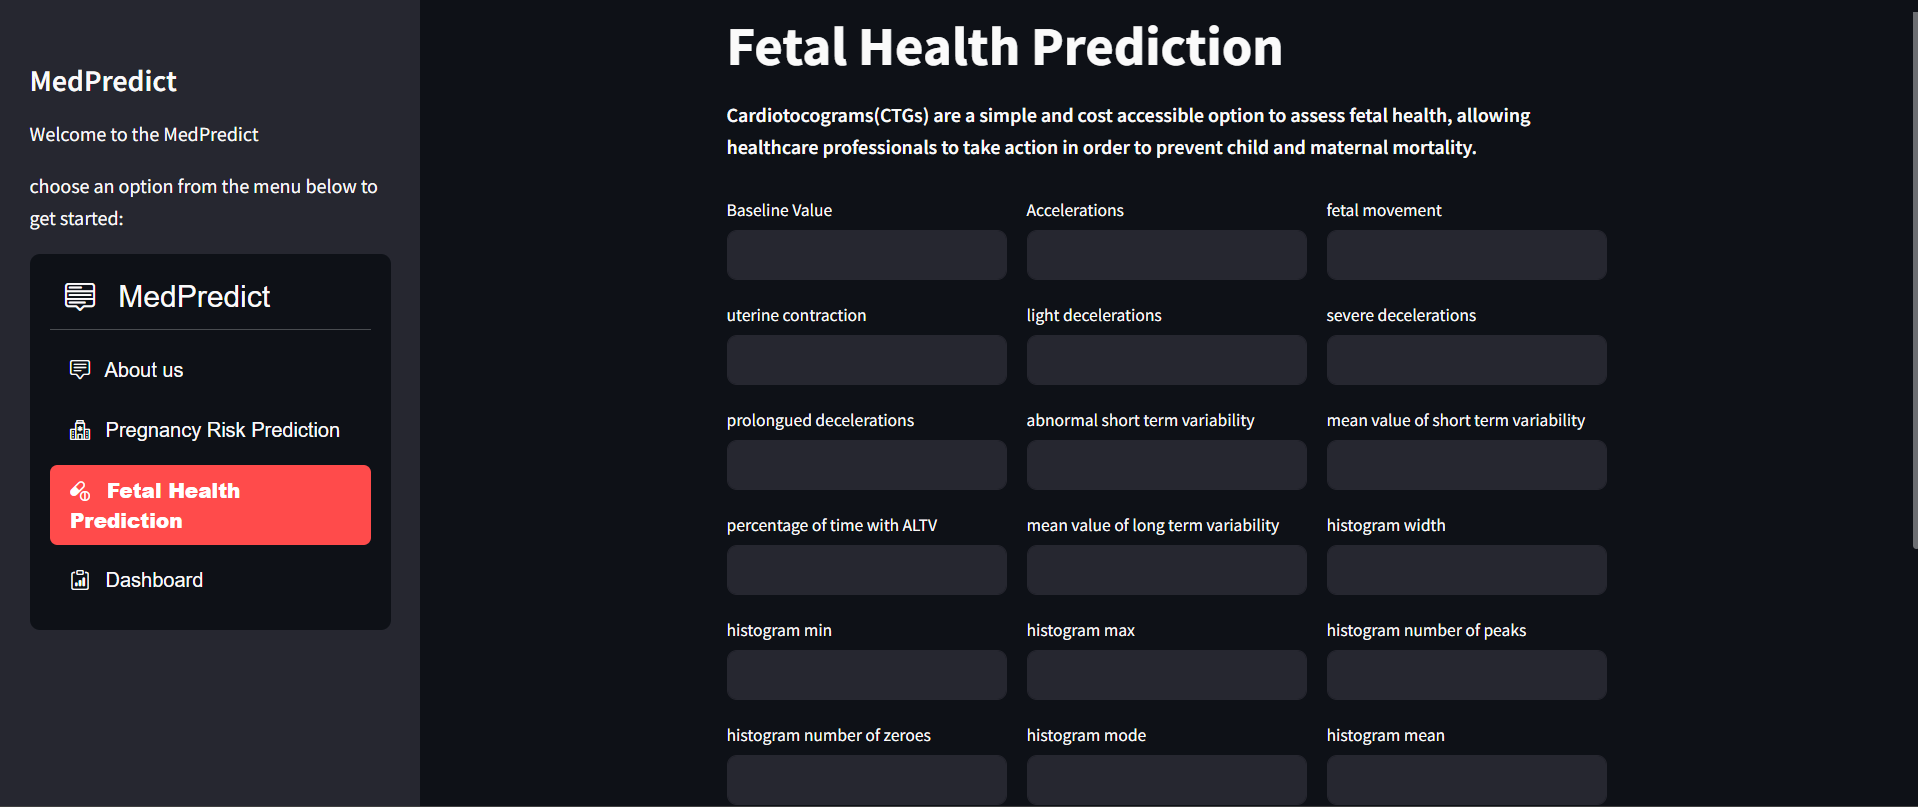 MedPredict
Welcome to the MedPredict
choose an option from the menu below to
get started:
MedPredict
About us
Pregnancy Risk Prediction
Fetal Health
Prediction
Dashboard
Fetal Health Prediction
Cardiotocograms(CTGs) are a simple and cost accessible option to assess fetal health, allowing
healthcare professionals to take action in order to prevent child and maternal mortality.
Baseline Value
Accelerations
fetal movement
uterine contraction
light decelerations
severe decelerations
prolongued decelerations
abnormal short term variability
mean value of short term variability
percentage of time with ALTV
mean value of long term variability
histogram width
histogram min
histogram max
histogram number of peaks
histogram number of zeroes
histogram mode
histogram mean